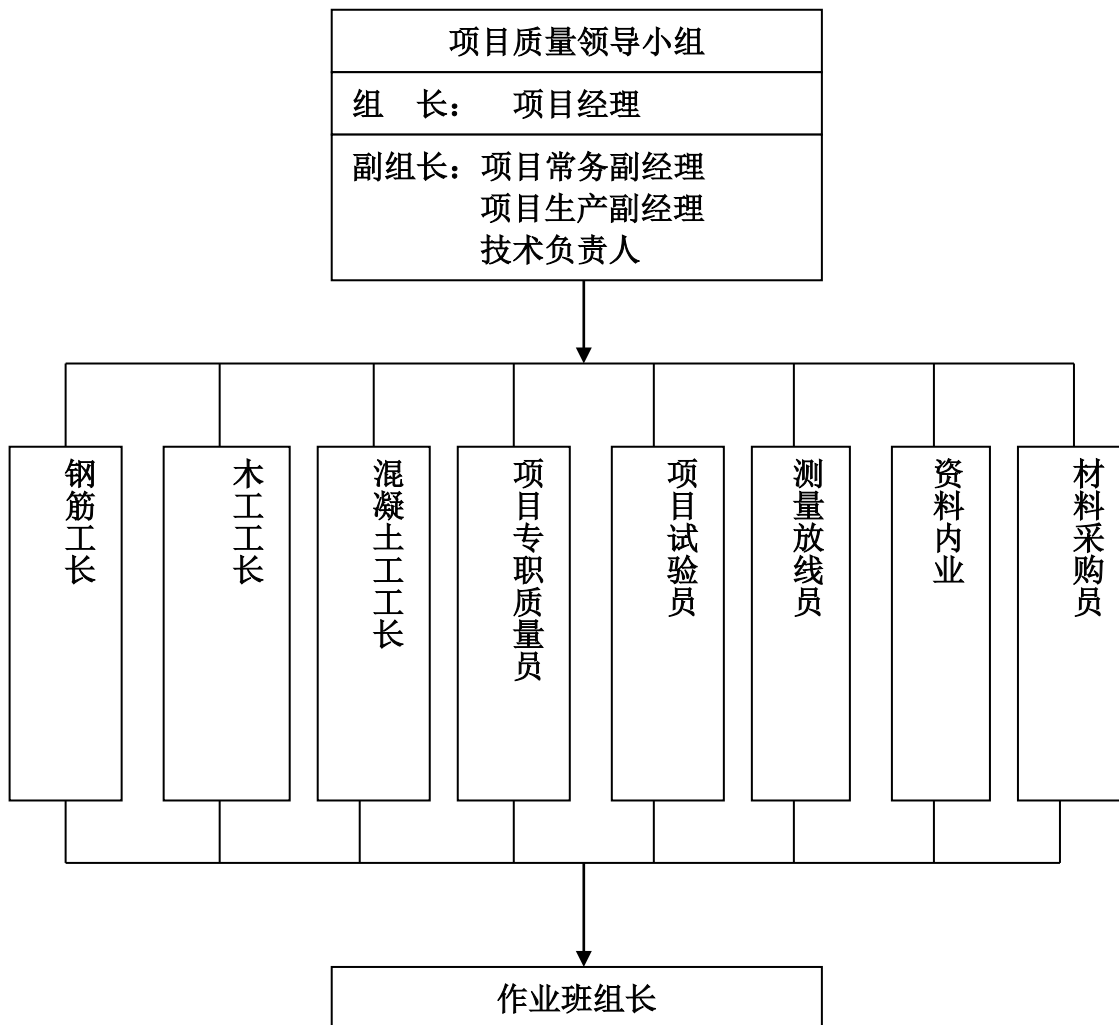 项目质量领导小组
组　长：　项目经理
副组长：项目常务副经理
项目生产副经理
技术负责人
钢筋工长
木工工长
混凝土工工长
项目专职质量员
项目试验员
测量放线员
资料内业
材料采购员
作业班组长